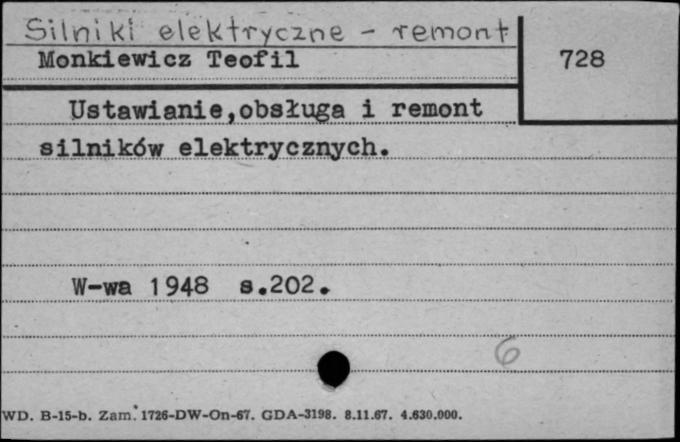 Silniki elektryczne - remont
Monkiewicz Teofil
728
Ustawianie,obsługa i remont
silników elektrycznych.
W-wa 1948 s.202.
6
WD. B-15-b. Zam. 1726-DW-On-67. GDA-3198. 8.11.67. 4.630.000.